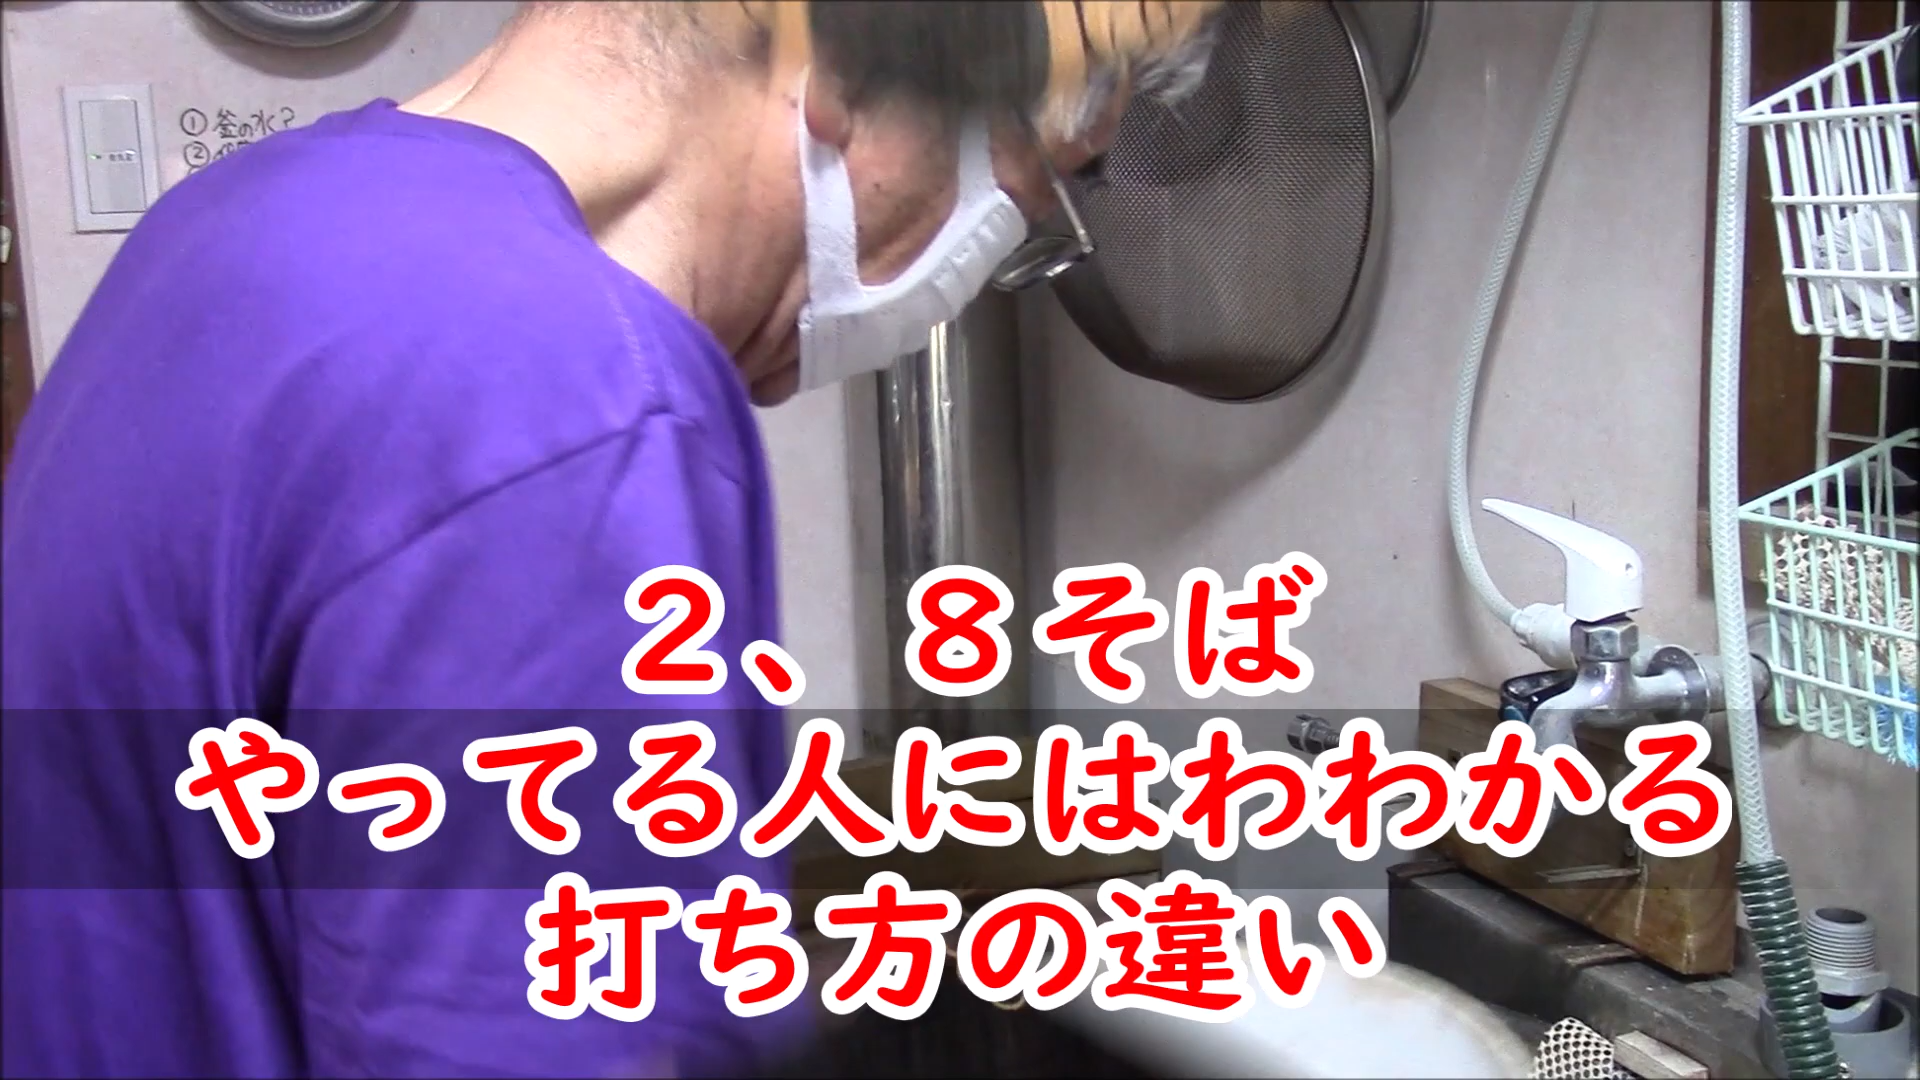 ①釜の水?
②
２、８そば
やってる人にはわわかる
打ち方の違い